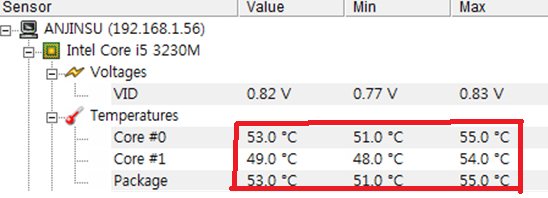 Sensor Value Min Max
ANJINSU (192.168.1.56)
Intel Core i5 3230M
Voltages
VID 0.82 V 0.77 V 0.83 V
Temperatures
Core #0 53.0 °C 51.0 °C 55.0 °C
Core #1 49.0 °C 48.0 °C 54.0 °C
Package 53.0 °C 51.0 °C 55.0 °C